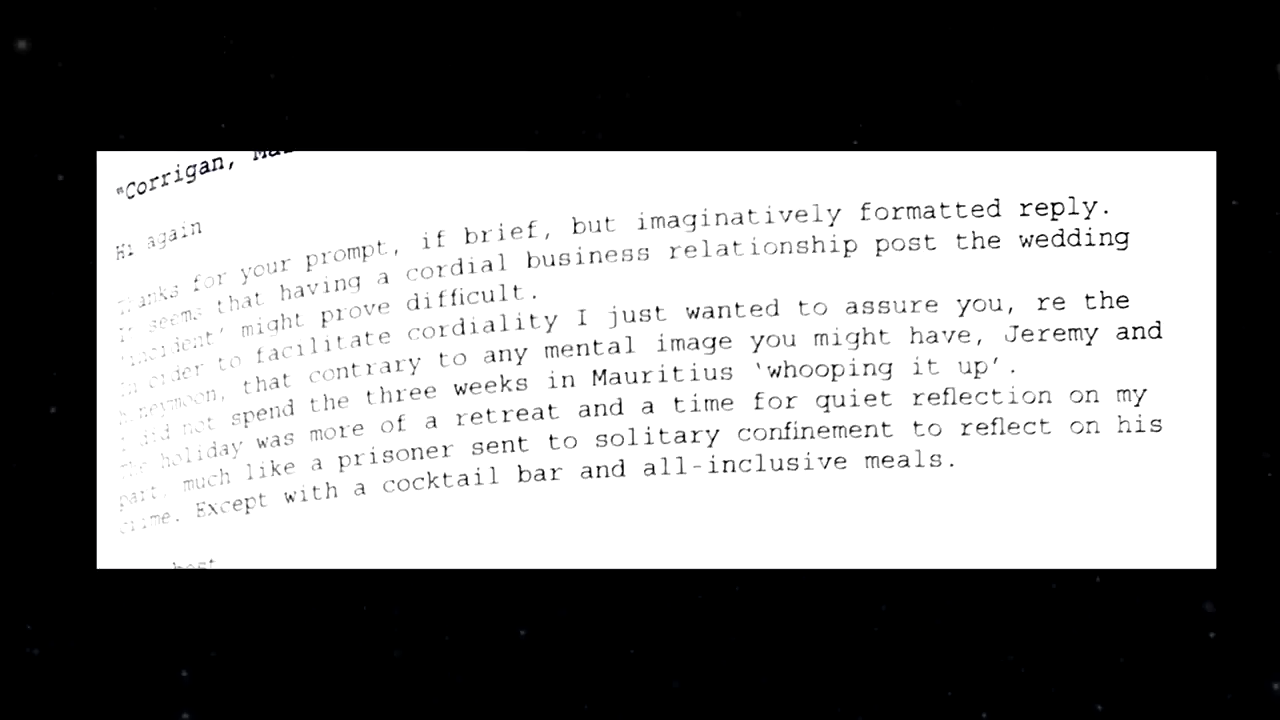 "Corrigan,
Hi again
Thanks for your prompt, if brief, but imaginatively formatted reply.
It seems that having a cordial business relationship post the wedding
'incident' might prove difficult.
In order to facilitate cordiality I just wanted to assure you, re the
honeymoon, that contrary to any mental image you might have, Jeremy and
I did not spend the three weeks in Mauritius 'whooping it up'.
The holiday was more of a retreat and a time for quiet reflection on my
part, much like a prisoner sent to solitary confinement to reflect on his
crime. Except with a cocktail bar and all-inclusive meals.
best